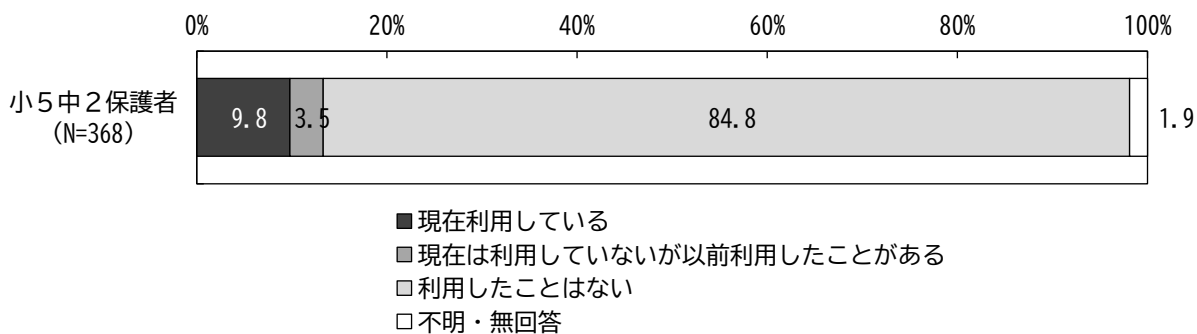 0% 20% 40% 60% 80% 100%
小5中2保護者
(N=368)
9.8 3.5 84.8 1.9
■現在利用している
■現在は利用していないが以前利用したことがある
□利用したことはない
□不明・無回答